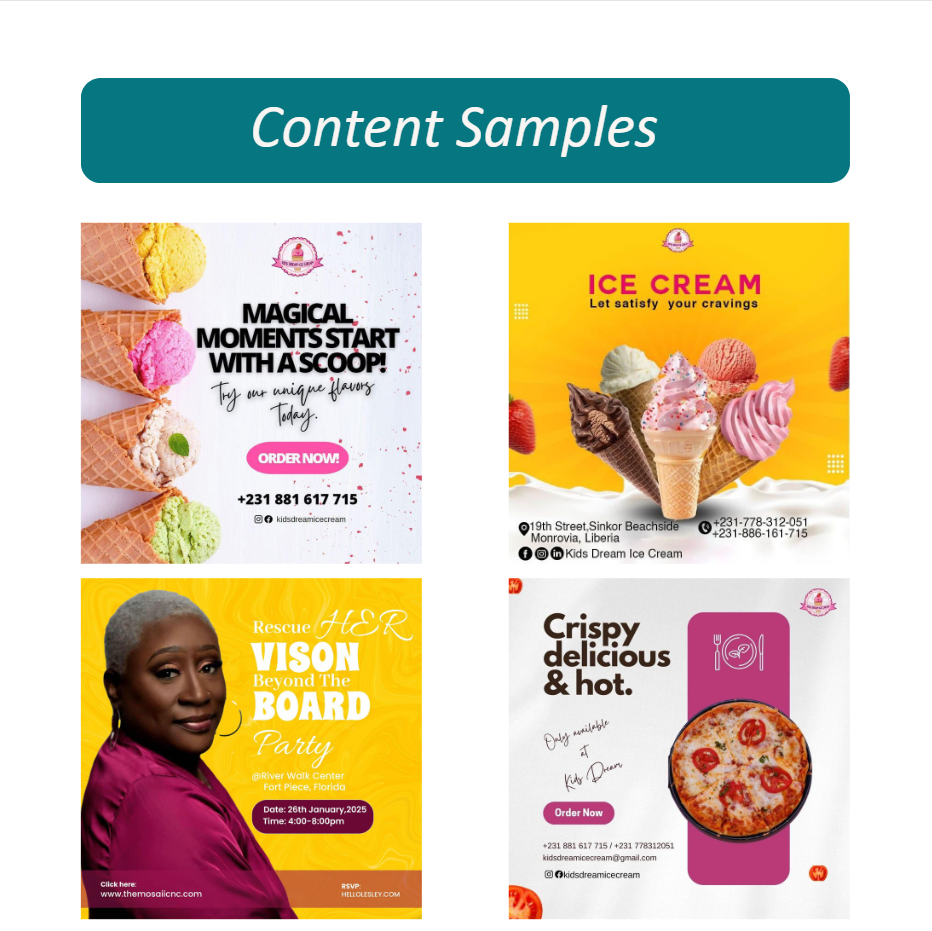 Content Samples
MAGICAL
MOMENTS START
WITH A SCOOP!
Try our unique flavors
Today.
ORDER NOW!
+231 881 617 715
kidsdreamicecream
ICE CREAM
Let satisfy your cravings
19th Street,Sinkor Beachside
Monrovia, Liberia
+231-778-312-051
+231-886-161-715
Kids Dream Ice Cream
Rescue HER
VISON
Beyond The
BOARD
Party
@River Walk Center
Fort Piece, Florida
Date: 26th January,2025
Time: 4:00-8:00pm
Click here:
www.themosaiicnc.com
RSVP:
HELLOLESLEY.COM
Crispy
delicious
& hot.
Only available
at
Kids Dream
Order Now
+231 881 617 715 / +231 778312051
kidsdreamicecream@gmail.com
kidsdreamicecream